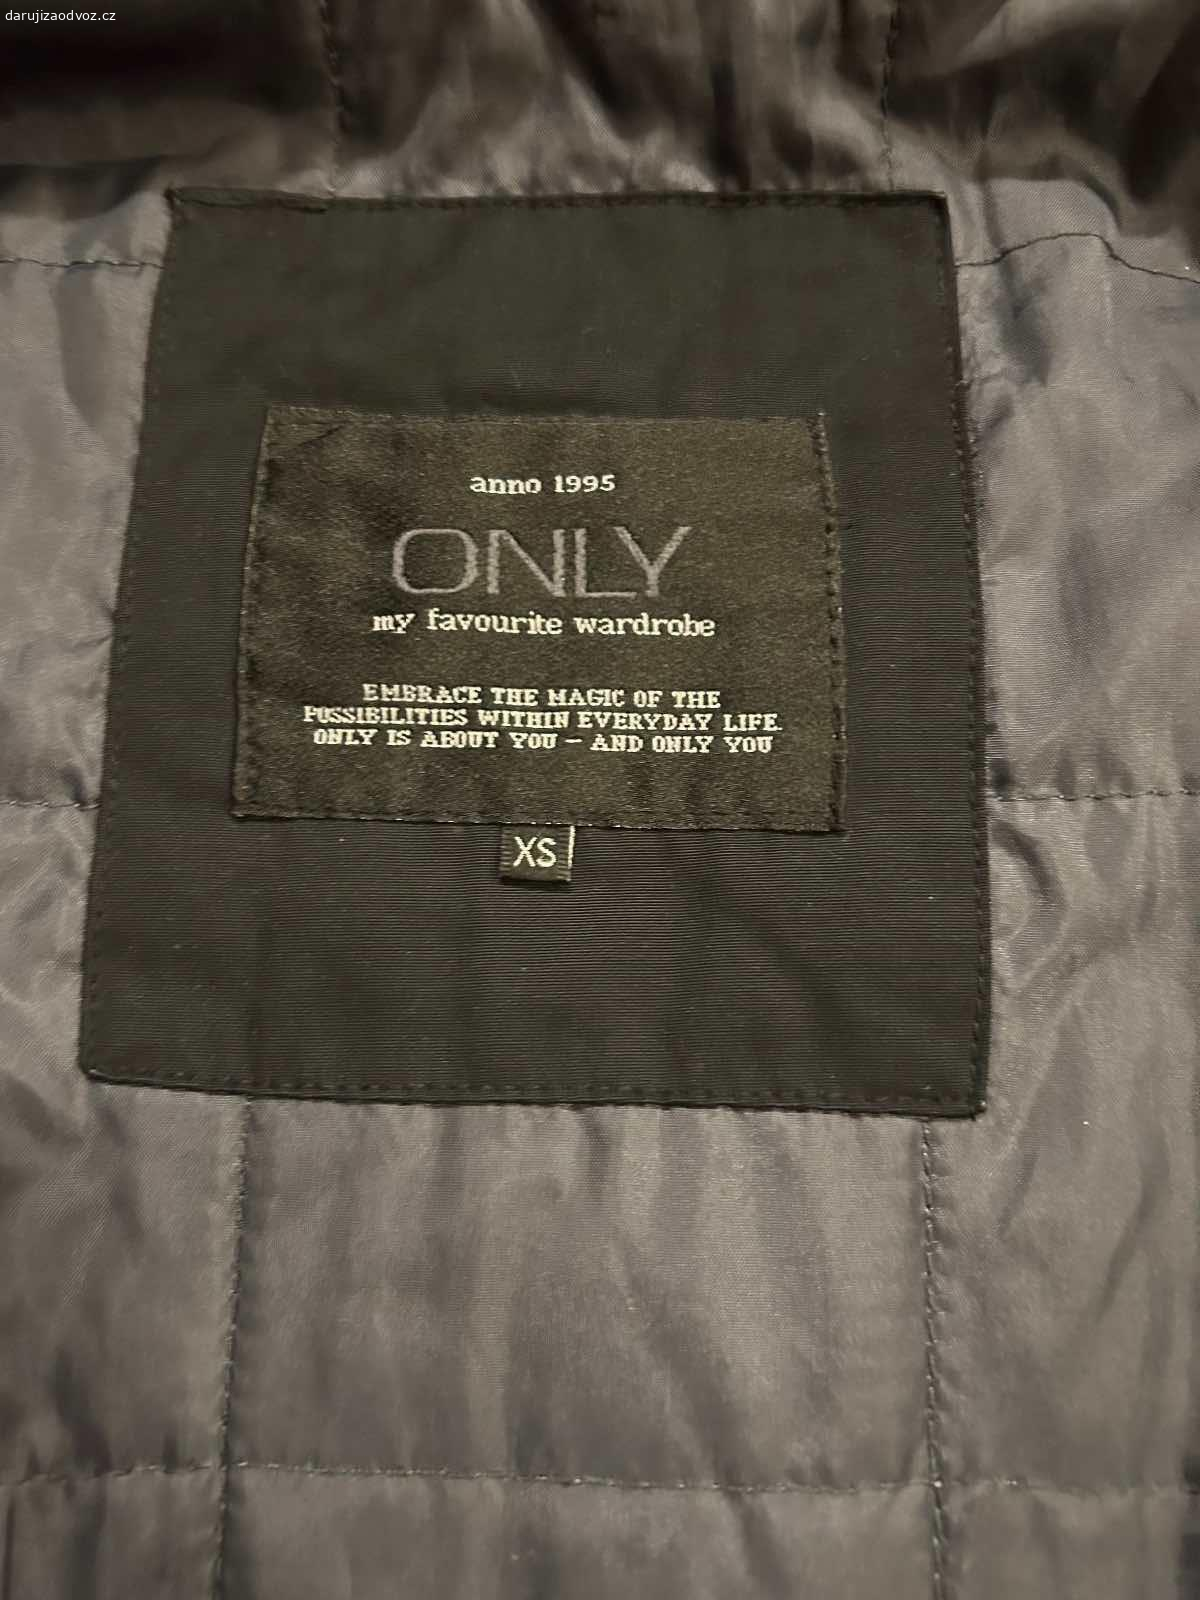 darujizaodvoz.cz
anno 1995
ONLY
my favourite wardrobe
EMBRACE THE MAGIC OF THE
POSSIBILITIES WITHIN EVERYDAY LIFE.
ONLY IS ABOUT YOU – AND ONLY YOU
XS